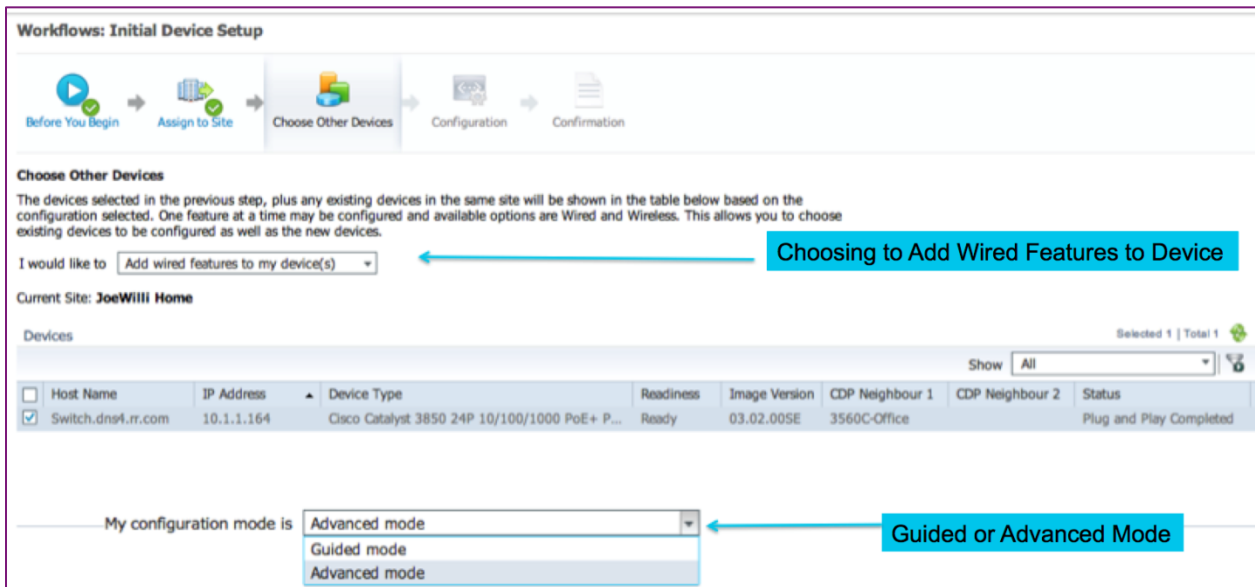 Workflows: Initial Device Setup
Before You Begin Assign to Site Choose Other Devices Configuration Confirmation
Choose Other Devices
The devices selected in the previous step, plus any existing devices in the same site will be shown in the table below based on the
configuration selected. One feature at a time may be configured and available options are Wired and Wireless. This allows you to choose
existing devices to be configured as well as the new devices.
I would like to Add wired features to my device(s)
Choosing to Add Wired Features to Device
Current Site: JoeWilli Home
Devices Selected 1 | Total 1
Show All
Host Name IP Address Device Type Readiness Image Version CDP Neighbour 1 CDP Neighbour 2 Status
Switch.dns4.rr.com 10.1.1.164 Cisco Catalyst 3850 24P 10/100/1000 PoE+ P... Ready 03.02.00SE 3560C-Office Plug and Play Completed
My configuration mode is Advanced mode
Guided or Advanced Mode
Guided mode
Advanced mode